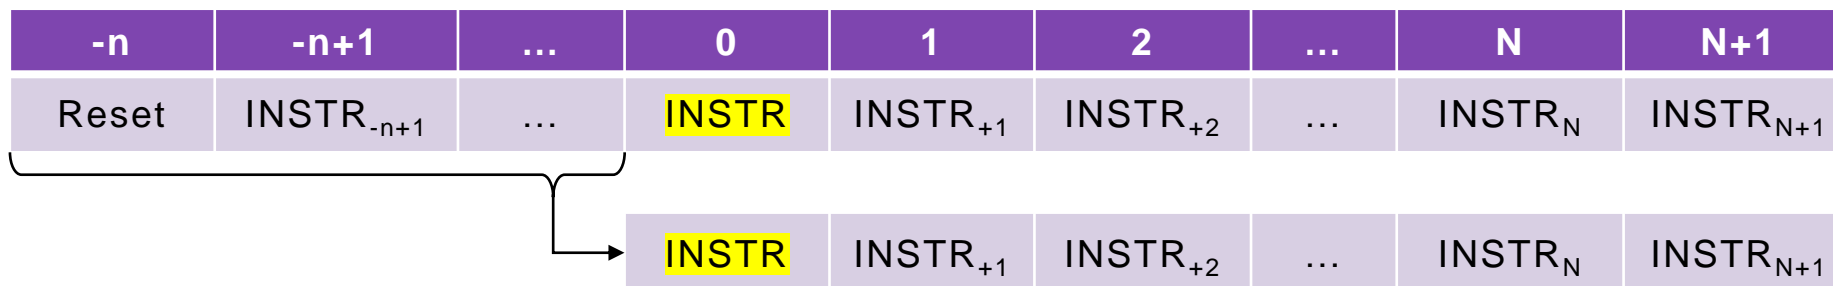 -n -n+1 ... 0 1 2 ... N N+1
Reset INSTR-n+1 ... INSTR INSTR+1 INSTR+2 ... INSTRN INSTRN+1
INSTR INSTR+1 INSTR+2 ... INSTRN INSTRN+1